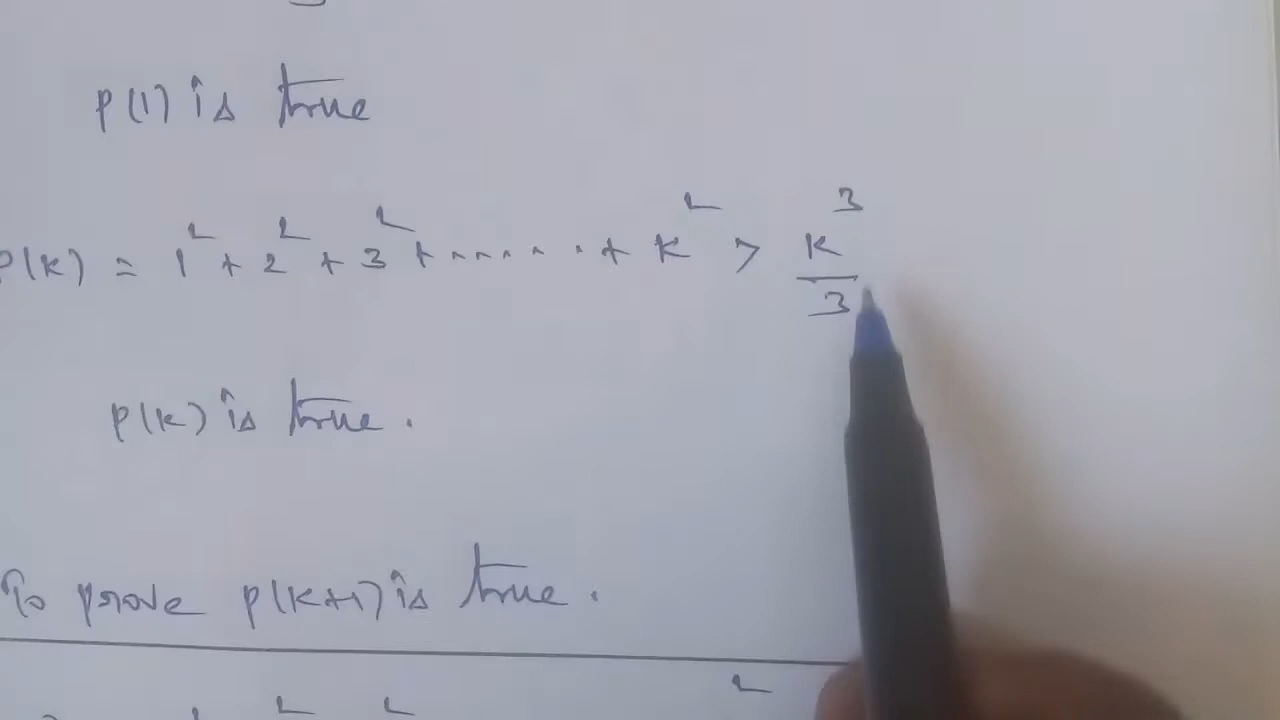 P(1) is true
P(k) = 1² + 2² + 3² + ....... + k² > k³/3
P(k) is true.
To prove P(k+1) is true.